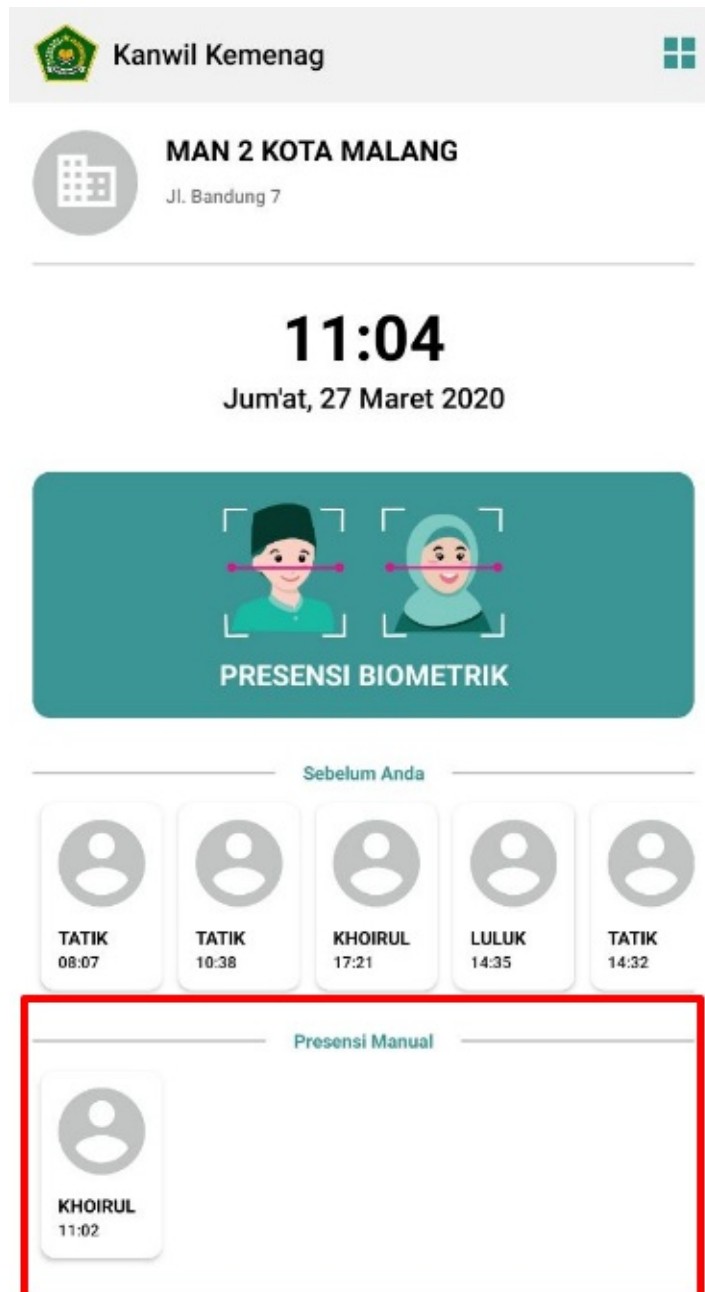 Kanwil Kemenag
MAN 2 KOTA MALANG
Jl. Bandung 7
11:04
Jum'at, 27 Maret 2020
PRESENSI BIOMETRIK
Sebelum Anda
TATIK
08:07
TATIK
10:38
KHOIRUL
17:21
LULUK
14:35
TATIK
14:32
Presensi Manual
KHOIRUL
11:02